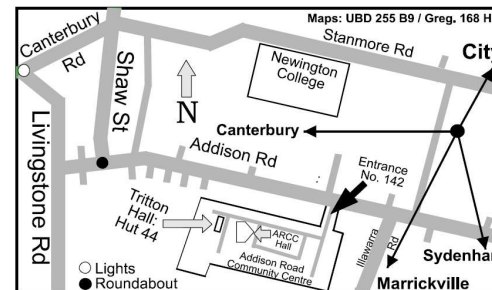 Maps: UBD 255 B9 / Greg. 168 H
Canterbury
Rd
Stanmore Rd
City
Newington
College
Shaw St
N
Canterbury
Addison Rd
Livingstone Rd
Entrance
No. 142
Tritton
Hall:
Hut 44
ARCC
Hall
Illawarra
Rd
Addison Road
Community Centre
Sydenham
Lights
Roundabout
Marrickville